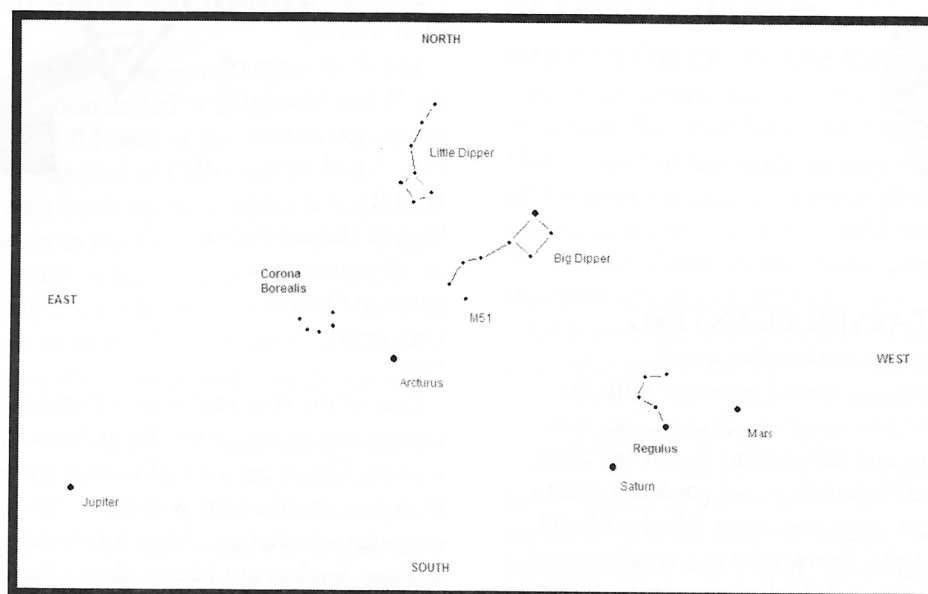 NORTH
Little Dipper
Big Dipper
Corona
Borealis
EAST
M51
WEST
Arcturus
Mars
Regulus
Saturn
Jupiter
SOUTH